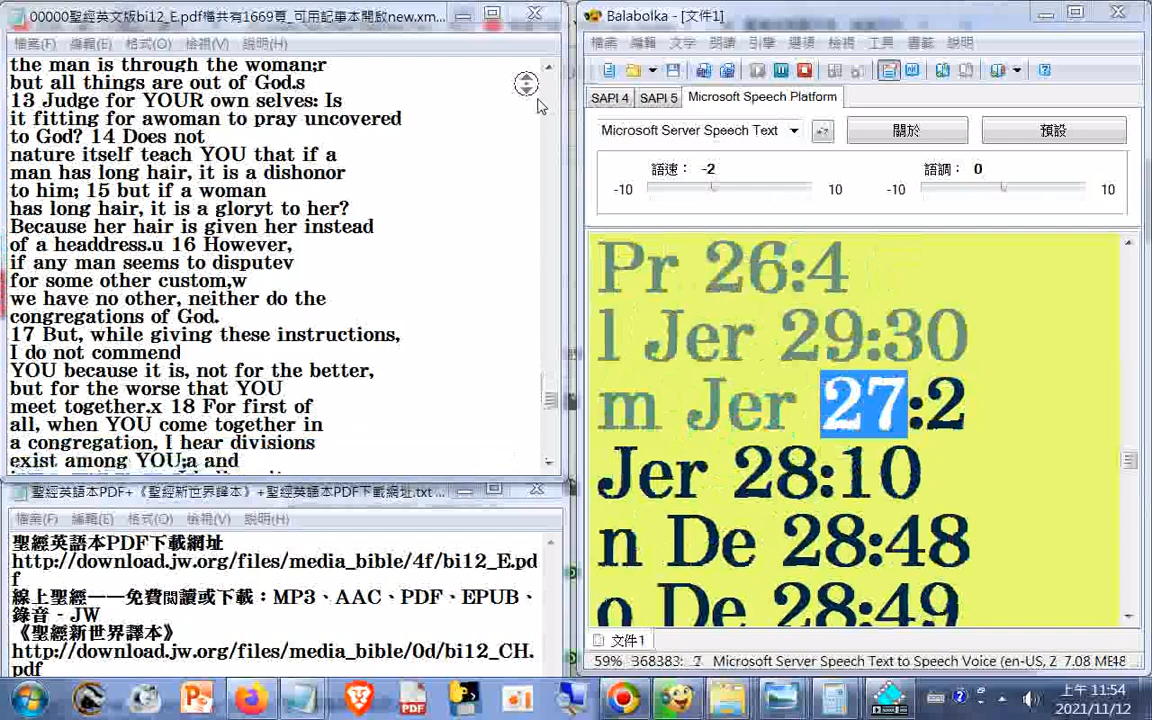 00000聖經英文版bi12_E.pdf檔共有1669頁_可用記事本開啟new.xm...
檔案(F) 編輯(E) 格式(O) 檢視(V) 說明(H)
the man is through the woman;r
but all things are out of God.s
13 Judge for YOUR own selves: Is
it fitting for awoman to pray uncovered
to God? 14 Does not
nature itself teach YOU that if a
man has long hair, it is a dishonor
to him; 15 but if a woman
has long hair, it is a gloryt to her?
Because her hair is given her instead
of a headdress.u 16 However,
if any man seems to disputev
for some other custom,w
we have no other, neither do the
congregations of God.
17 But, while giving these instructions,
I do not commend
YOU because it is, not for the better,
but for the worse that YOU
meet together.x 18 For first of
all, when YOU come together in
a congregation, I hear divisions
exist among YOU;a and
聖經英語本PDF+《聖經新世界譯本》+聖經英語本PDF下載網址.txt ...
檔案(F) 編輯(E) 格式(O) 檢視(V) 說明(H)
聖經英語本PDF下載網址
http://download.jw.org/files/media_bible/4f/bi12_E.pd
f
線上聖經——免費閱讀或下載：MP3、AAC、PDF、EPUB、
錄音 - JW
《聖經新世界譯本》
http://download.jw.org/files/media_bible/0d/bi12_CH.
pdf
Balabolka - [文件1]
檔案 編輯 文字 朗讀 引擎 選項 檢視 工具 書籤 說明
SAPI 4 SAPI 5 Microsoft Speech Platform
Microsoft Server Speech Text 關於 預設
語速： -2 語調： 0
-10 10 -10 10
Pr 26:4
l Jer 29:30
m Jer 27:2
Jer 28:10
n De 28:48
o De 28:49
文件1
59% 368383: 2 Microsoft Server Speech Text to Speech Voice (en-US, Z 7.08 MB
上午 11:54
2021/11/12